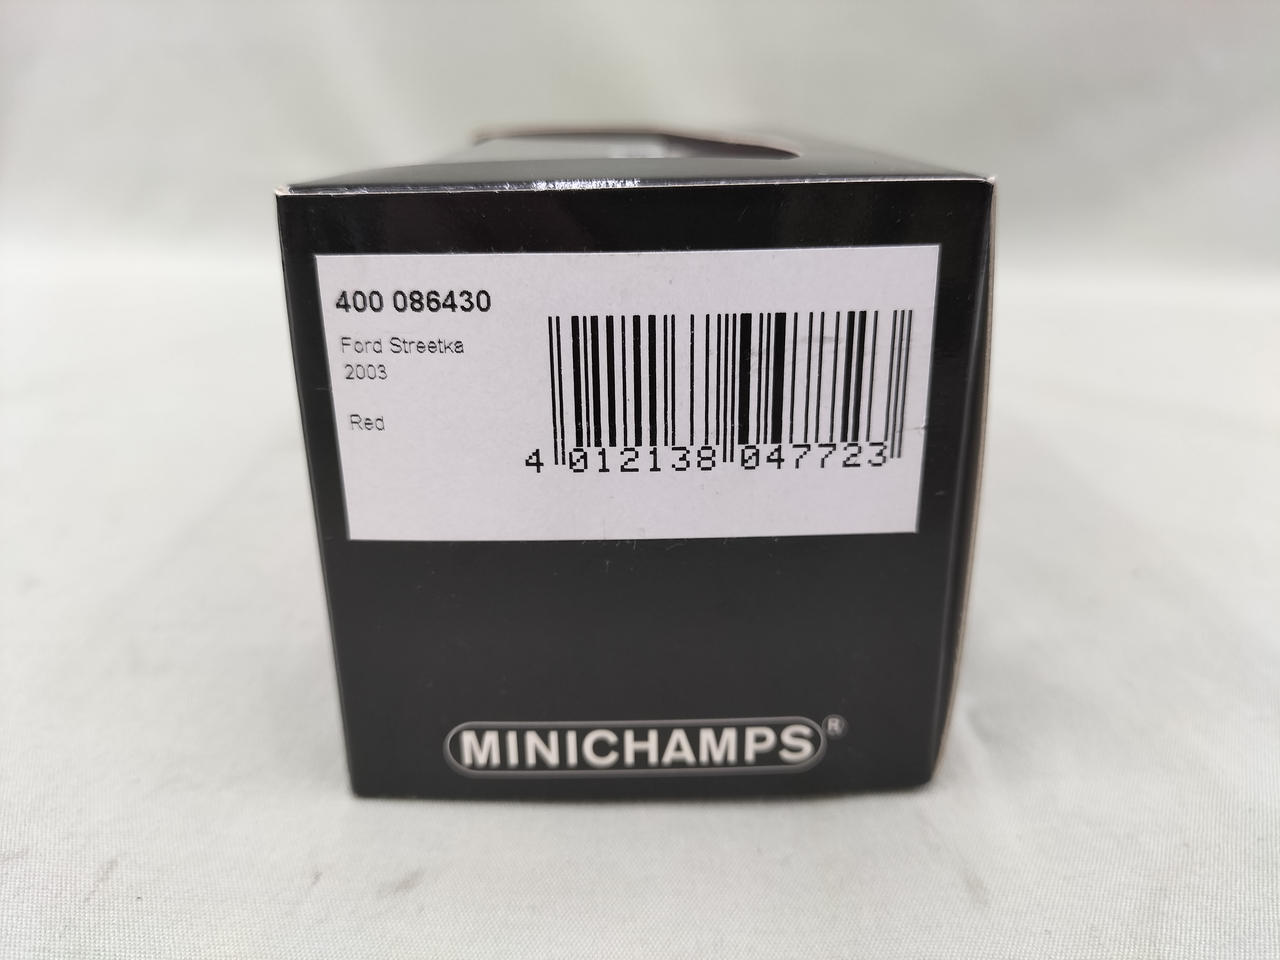 400 086430
Ford Streetka
2003
Red
4 012138 047723
MINICHAMPS®